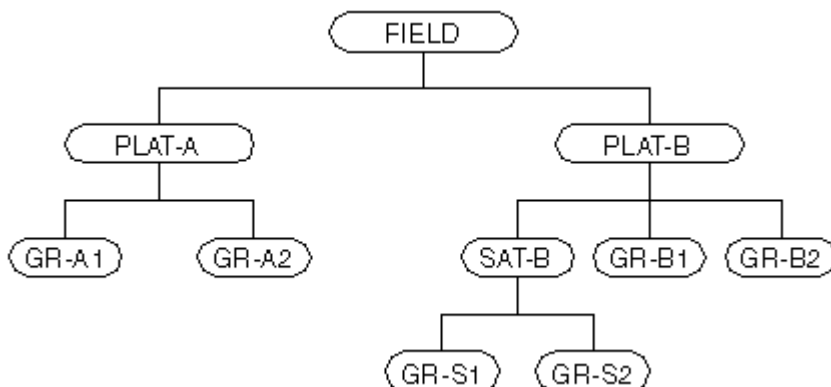 FIELD
PLAT-A PLAT-B
GR-A1 GR-A2 SAT-B GR-B1 GR-B2
GR-S1 GR-S2